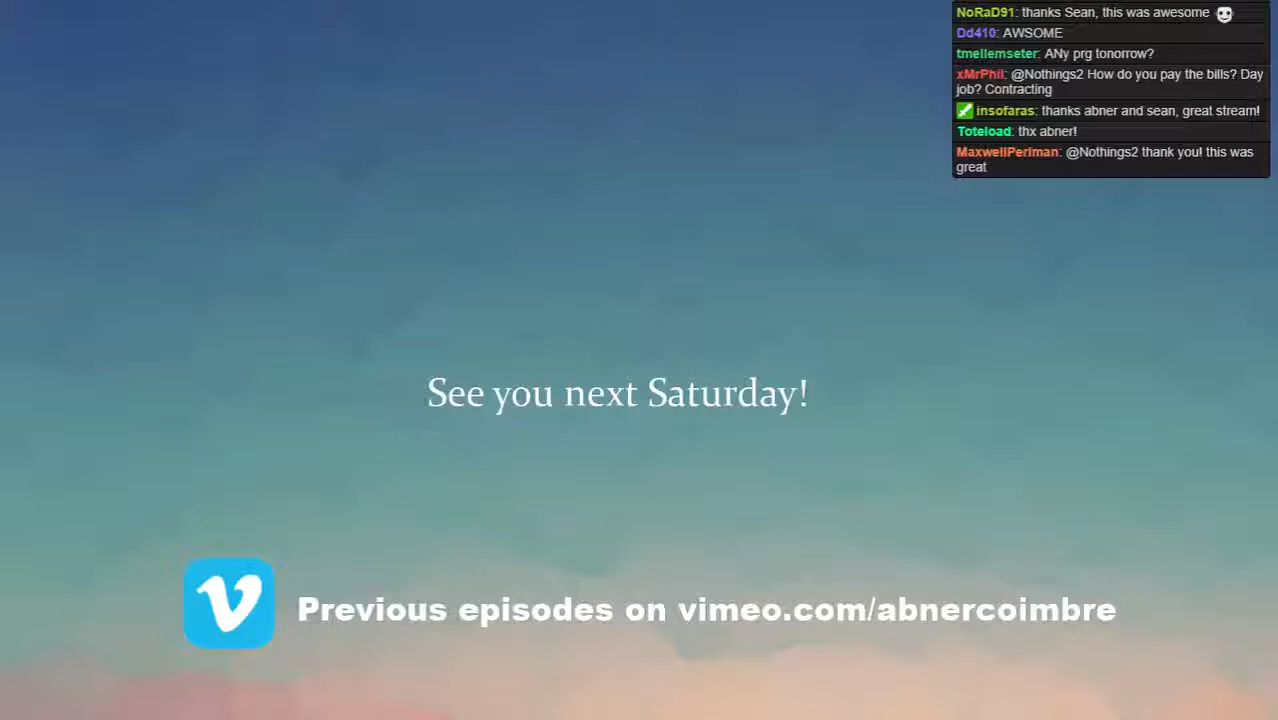 NoRaD91: thanks Sean, this was awesome
Dd410: AWSOME
tmellemseter: ANy prg tonorrow?
xMrPhil: @Nothings2 How do you pay the bills? Day
job? Contracting
insofaras: thanks abner and sean, great stream!
Toteload: thx abner!
MaxwellPerlman: @Nothings2 thank you! this was
great
See you next Saturday!
Previous episodes on vimeo.com/abnercoimbre